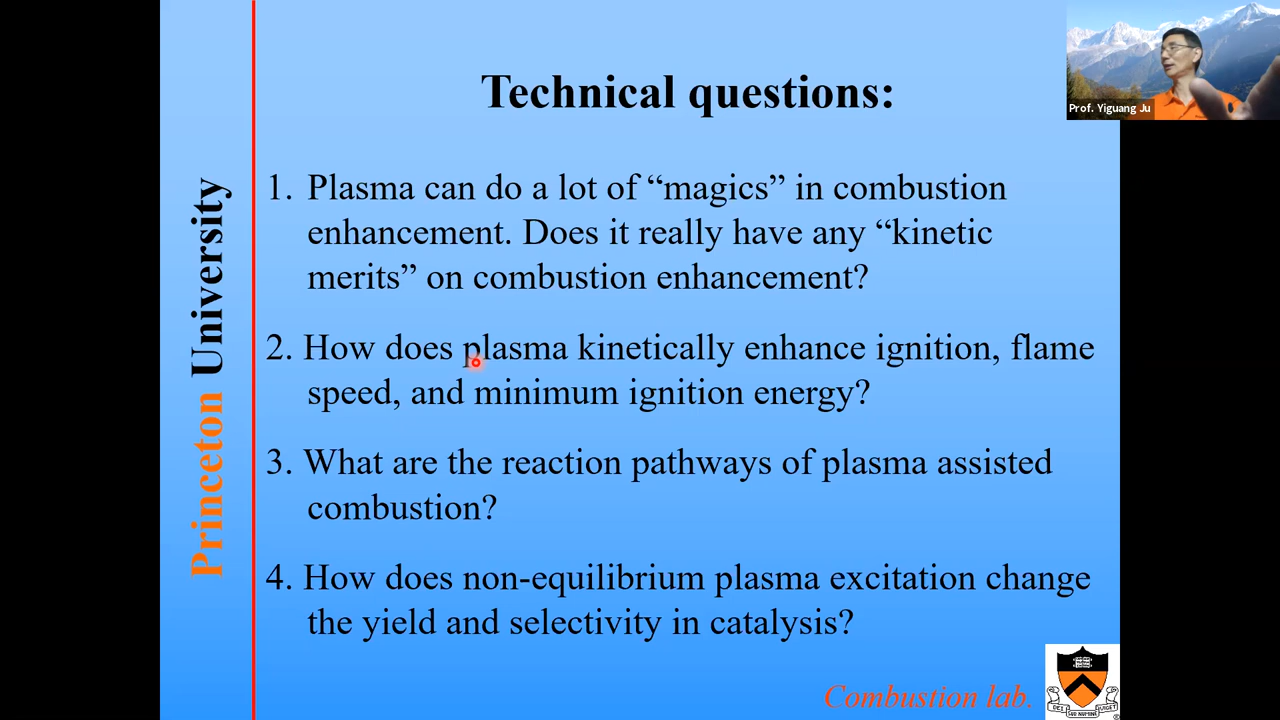 Technical questions:
Prof. Yiguang Ju
Princeton University
1. Plasma can do a lot of “magics” in combustion
enhancement. Does it really have any “kinetic
merits” on combustion enhancement?
2. How does plasma kinetically enhance ignition, flame
speed, and minimum ignition energy?
3. What are the reaction pathways of plasma assisted
combustion?
4. How does non-equilibrium plasma excitation change
the yield and selectivity in catalysis?
Combustion lab.